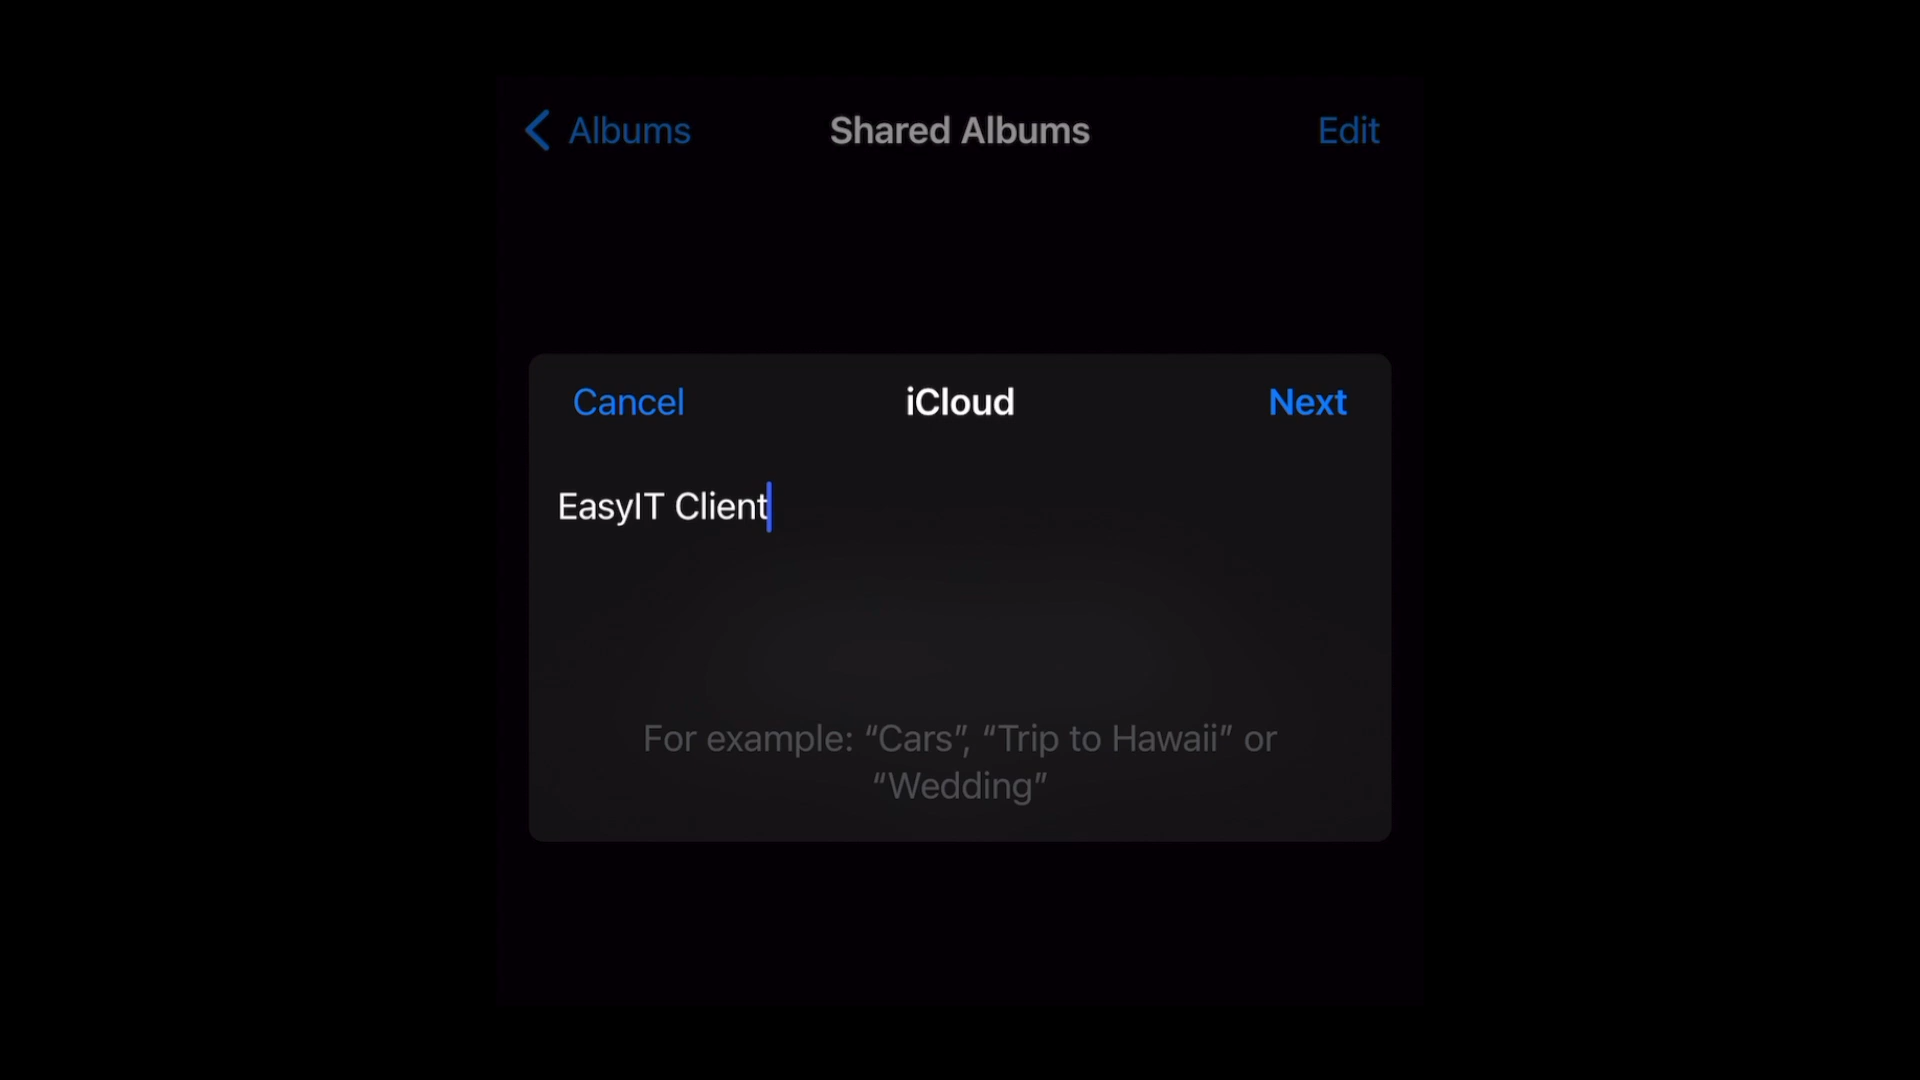 Albums
Shared Albums
Edit
Cancel
iCloud
Next
EasyIT Client
For example: “Cars”, “Trip to Hawaii” or
“Wedding”